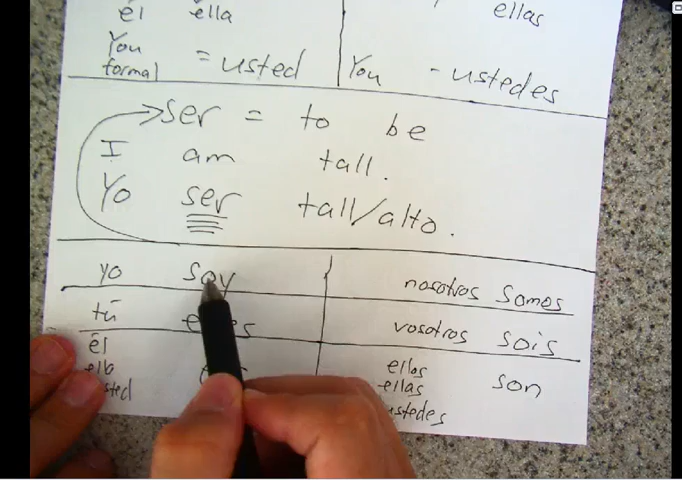 él ella
ellas
You formal = usted
You - ustedes
ser = to be
I am tall.
Yo ser tall/alto.
yo soy
nosotros somos
tú
vosotros sois
él
ella
ellos
ellas
ustedes
son